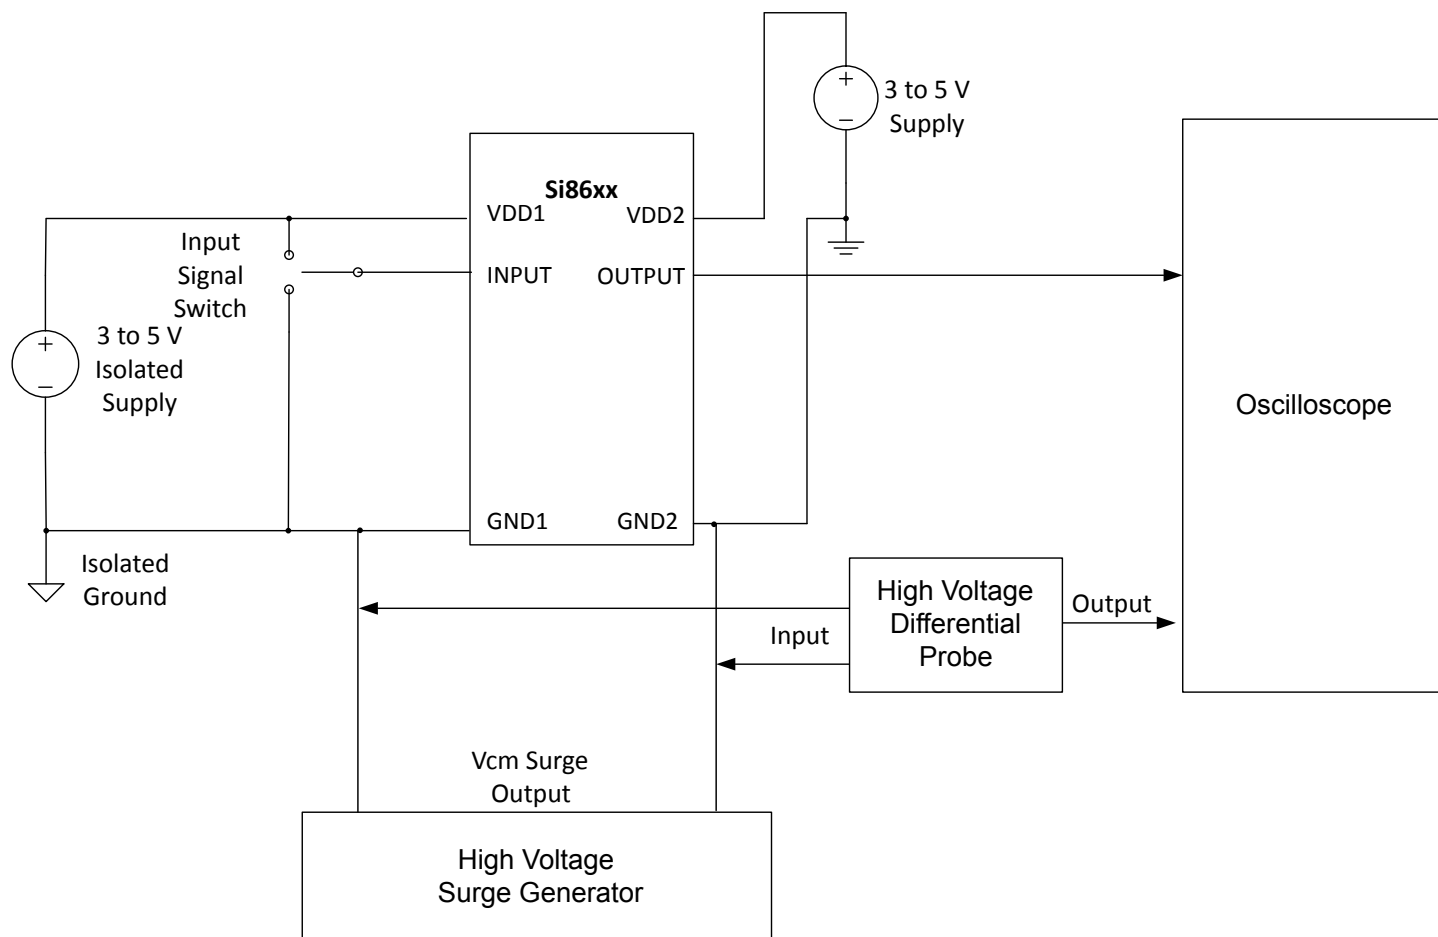 3 to 5 V
Supply
Si86xx
VDD1
VDD2
Input
Signal
Switch
INPUT
OUTPUT
3 to 5 V
Isolated
Supply
Oscilloscope
GND1
GND2
Isolated
Ground
High Voltage
Differential
Probe
Input
Output
Vcm Surge
Output
High Voltage
Surge Generator